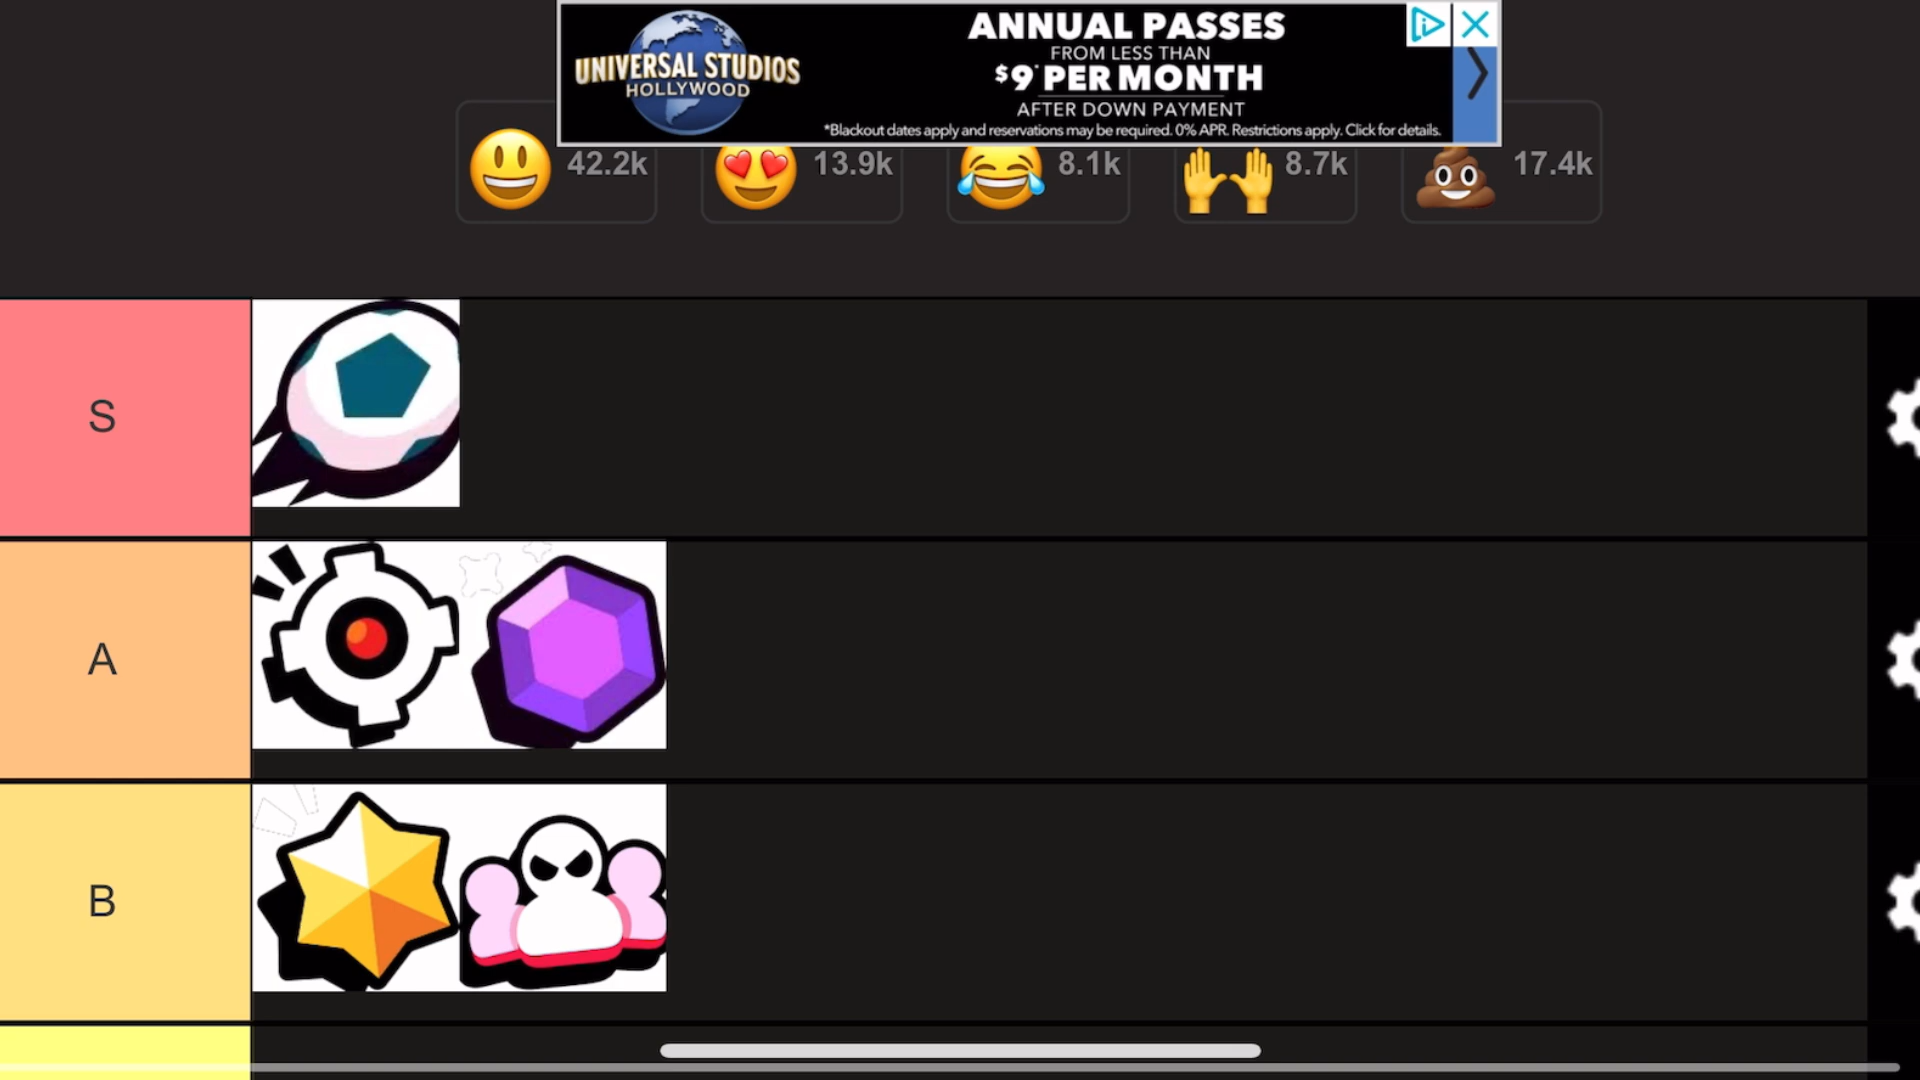 UNIVERSAL STUDIOS
HOLLYWOOD
ANNUAL PASSES
FROM LESS THAN
$9* PER MONTH
AFTER DOWN PAYMENT
*Blackout dates apply and reservations may be required. 0% APR. Restrictions apply. Click for details.
42.2k
13.9k
8.1k
8.7k
17.4k
S
A
B